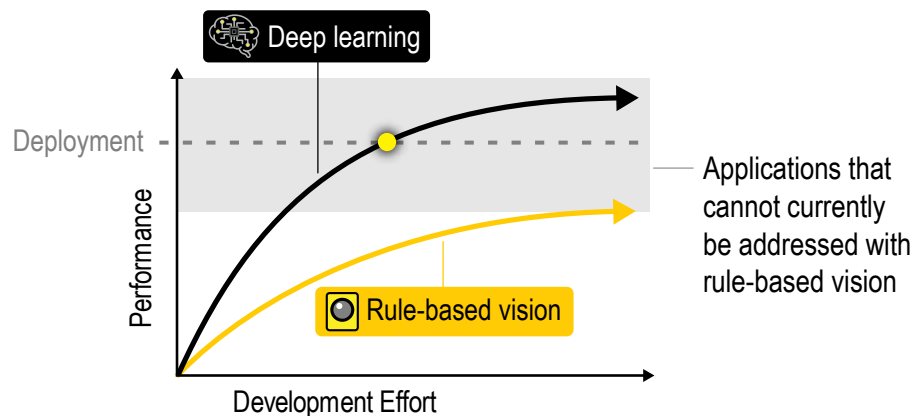 Deep learning
Deployment
Applications that
cannot currently
be addressed with
rule-based vision
Performance
Rule-based vision
Development Effort